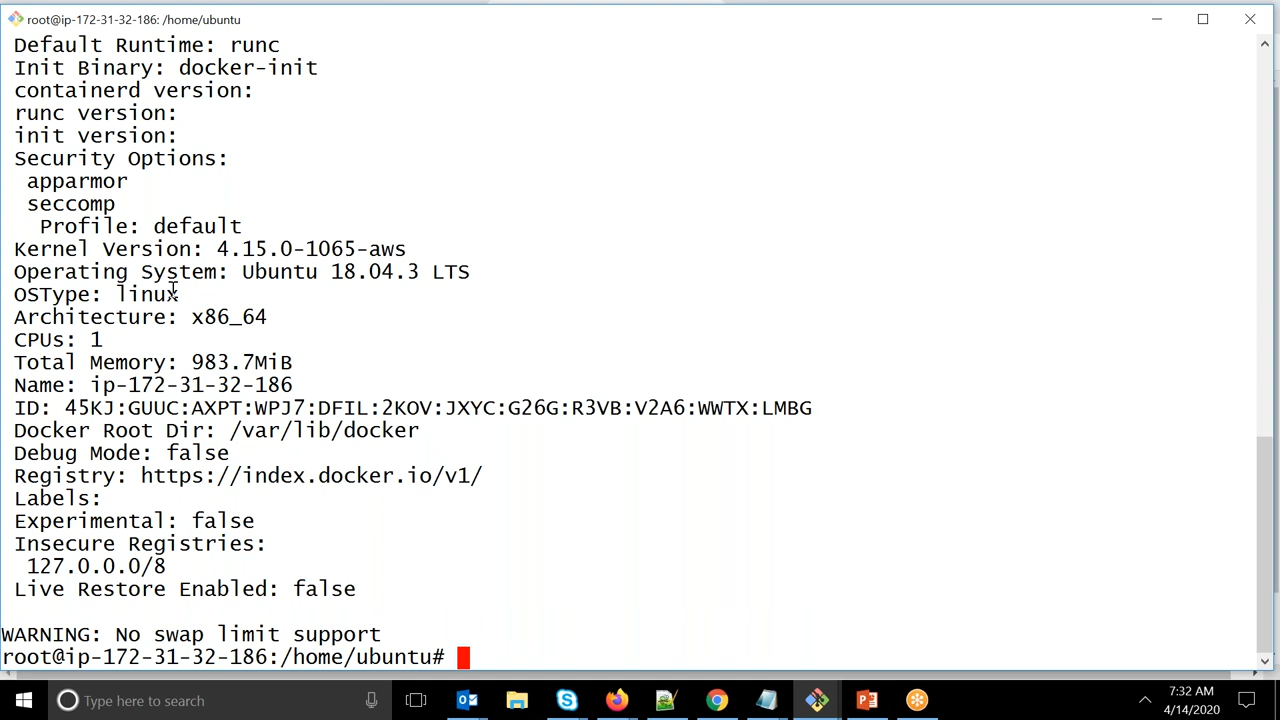 root@ip-172-31-32-186: /home/ubuntu
Default Runtime: runc
Init Binary: docker-init
containerd version:
runc version:
init version:
Security Options:
apparmor
seccomp
Profile: default
Kernel Version: 4.15.0-1065-aws
Operating System: Ubuntu 18.04.3 LTS
OSType: linux
Architecture: x86_64
CPUs: 1
Total Memory: 983.7MiB
Name: ip-172-31-32-186
ID: 45KJ:GUUC:AXPT:WPJ7:DFIL:2KOV:JXYC:G26G:R3VB:V2A6:WWTX:LMBG
Docker Root Dir: /var/lib/docker
Debug Mode: false
Registry: https://index.docker.io/v1/
Labels:
Experimental: false
Insecure Registries:
127.0.0.0/8
Live Restore Enabled: false
WARNING: No swap limit support
root@ip-172-31-32-186:/home/ubuntu#
Type here to search
7:32 AM
4/14/2020